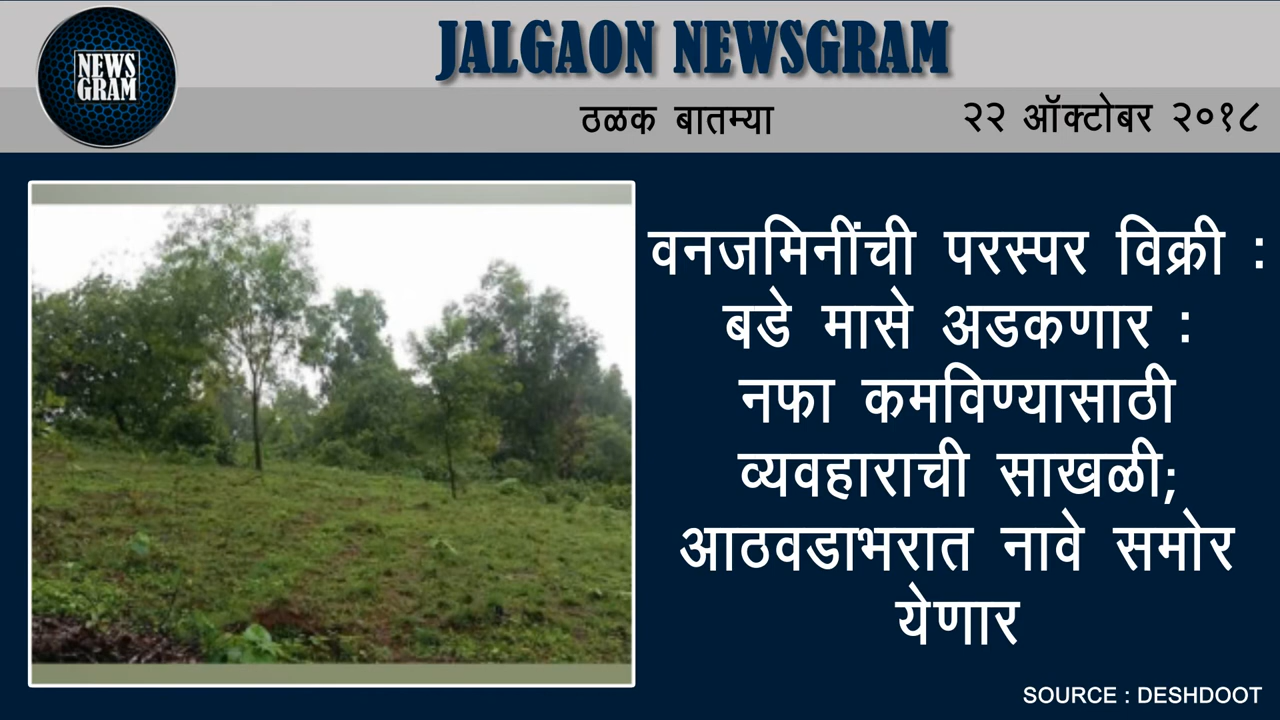 NEWS
GRAM
JALGAON NEWSGRAM
ठळक बातम्या
२२ ऑक्टोबर २०१८
वनजमिनींची परस्पर विक्री :
बडे मासे अडकणार :
नफा कमविण्यासाठी
व्यवहाराची साखळी;
आठवडाभरात नावे समोर
येणार
SOURCE : DESHDOOT